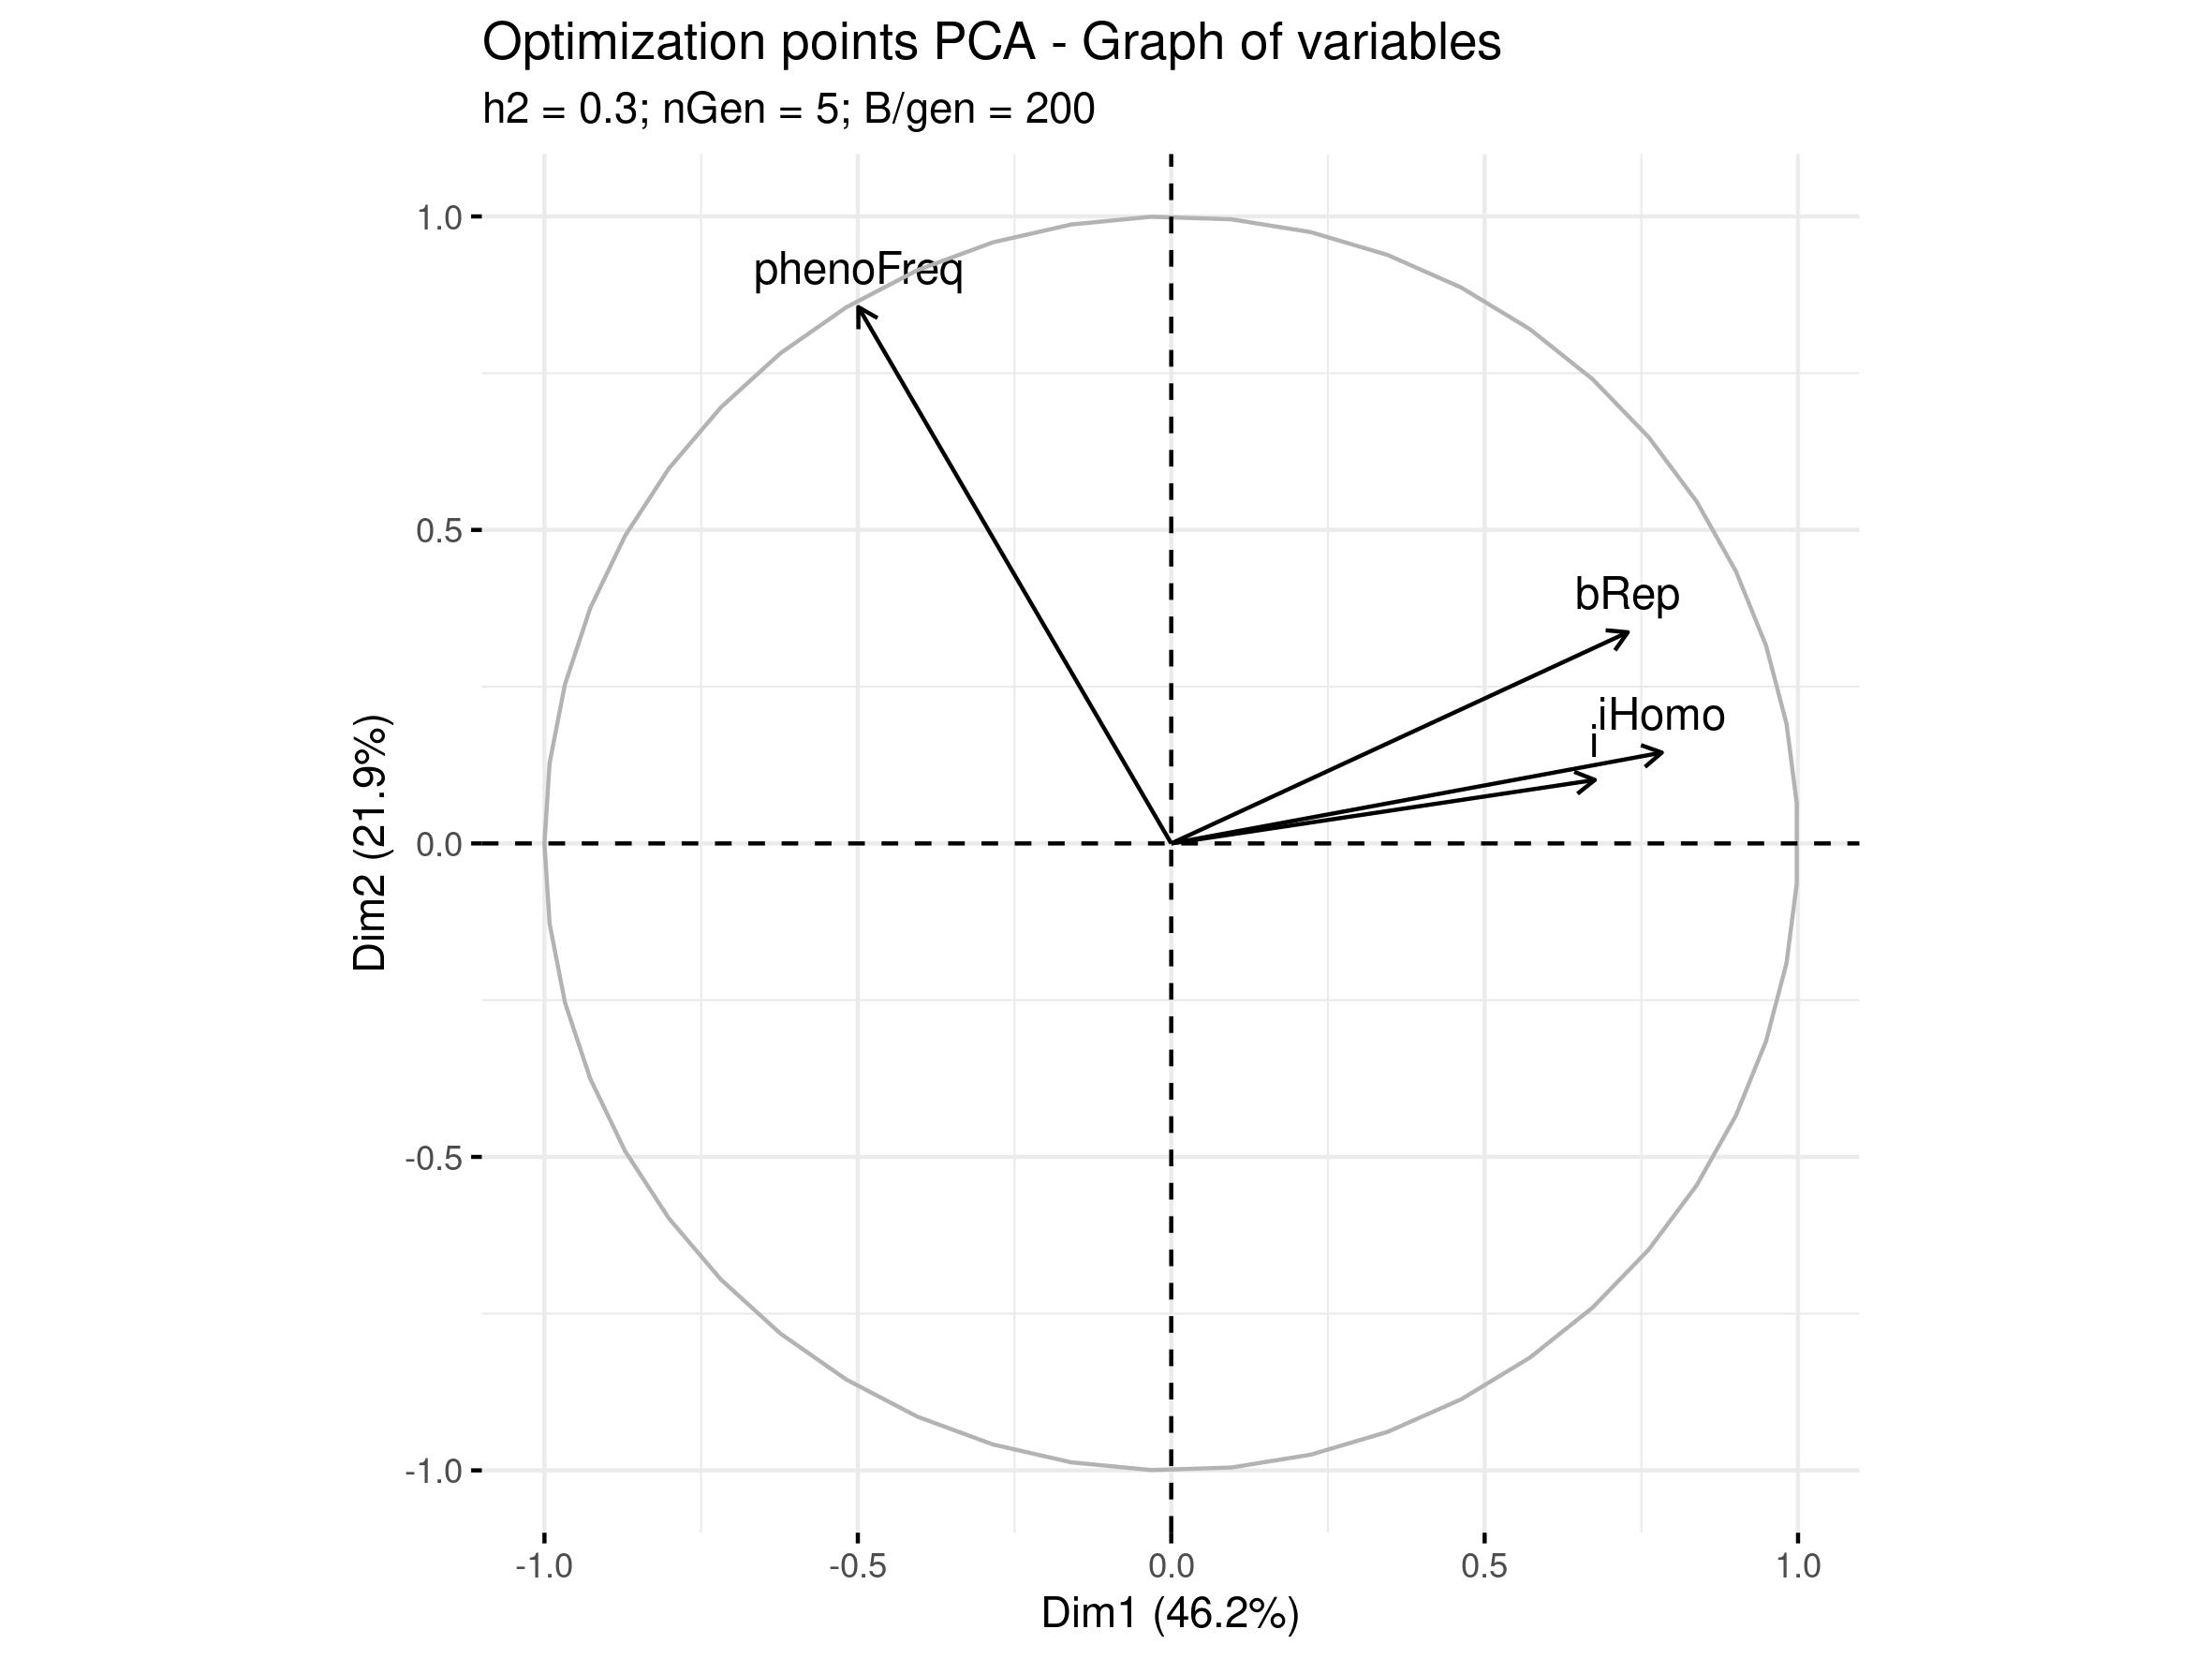 Optimization points PCA - Graph of variables
h2 = 0.3; nGen = 5; B/gen = 200
1.0
phenoFreq
0.5
bRep
iHomo
i
Dim2 (21.9%)
0.0
-0.5
-1.0
-1.0
-0.5
0.0
0.5
1.0
Dim1 (46.2%)